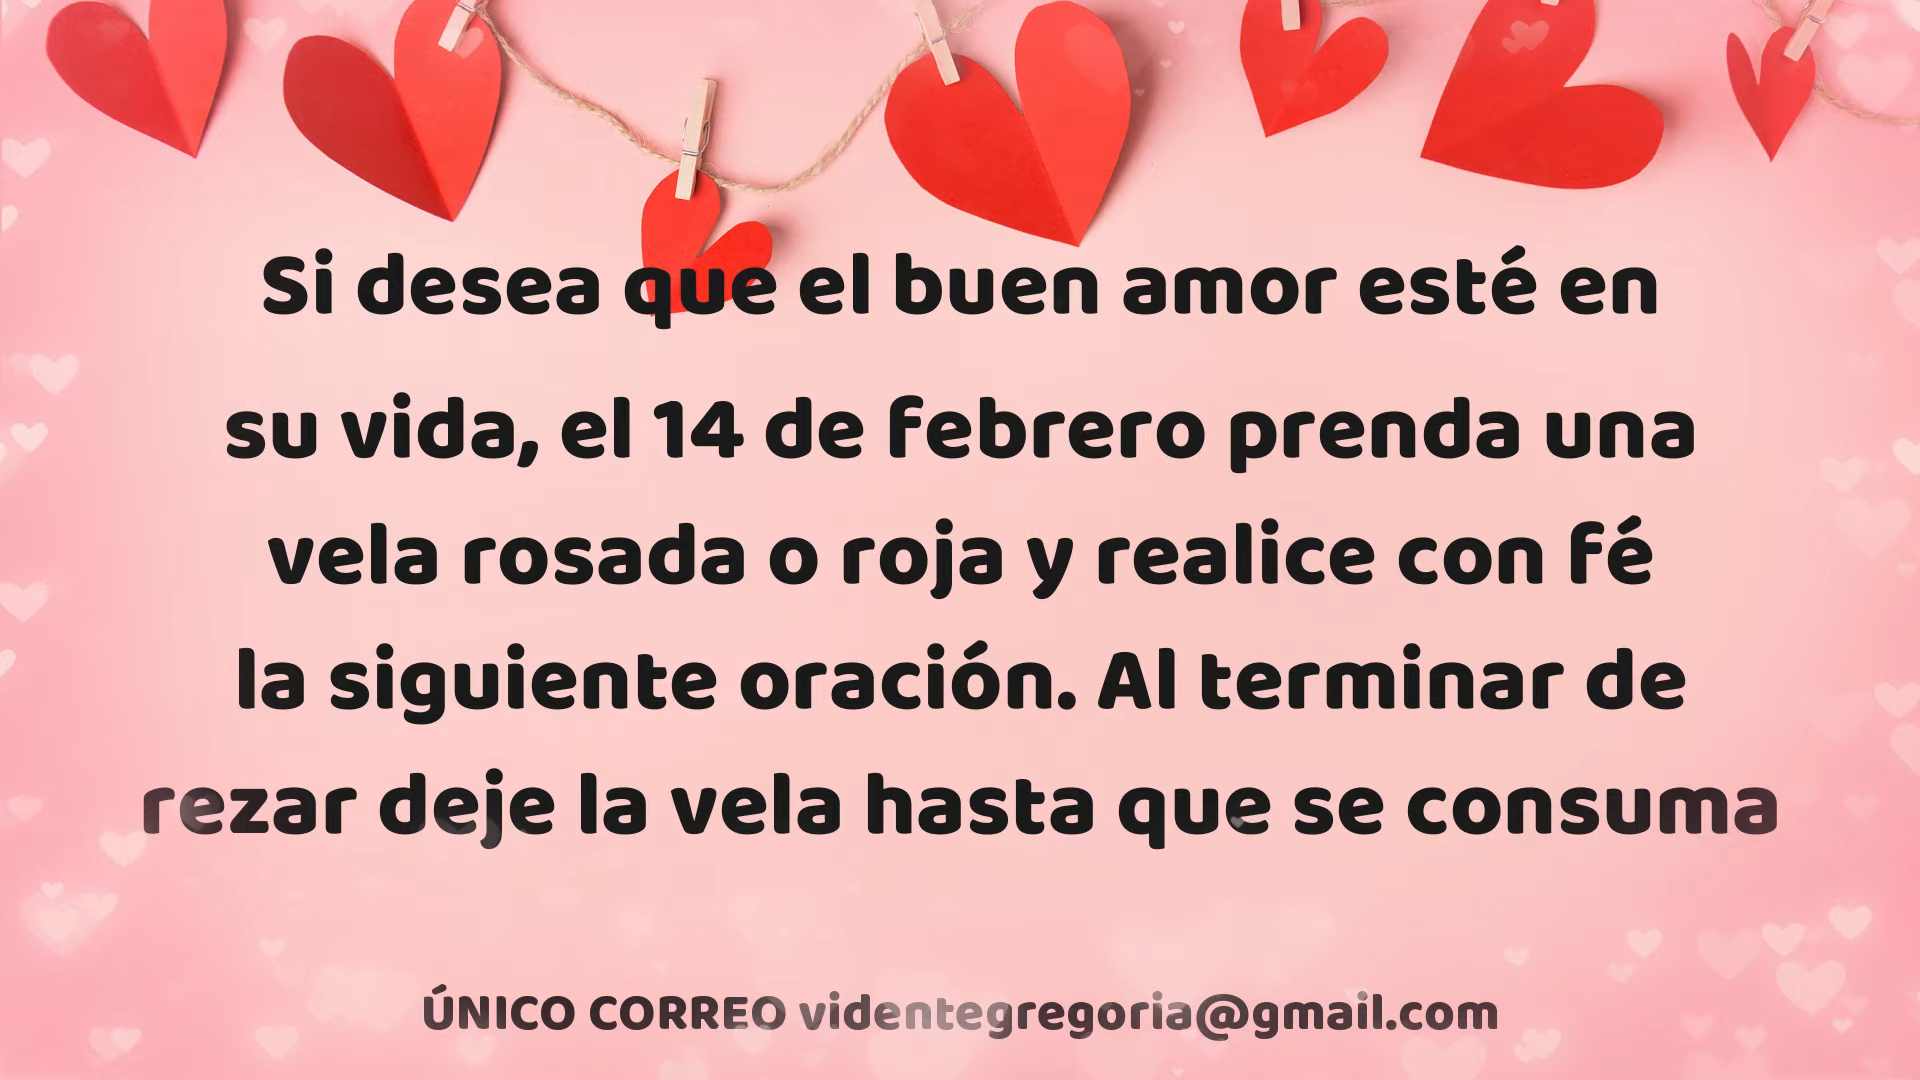 Si desea que el buen amor esté en
su vida, el 14 de febrero prenda una
vela rosada o roja y realice con fé
la siguiente oración. Al terminar de
rezar deje la vela hasta que se consuma
ÚNICO CORREO videntegregoria@gmail.com